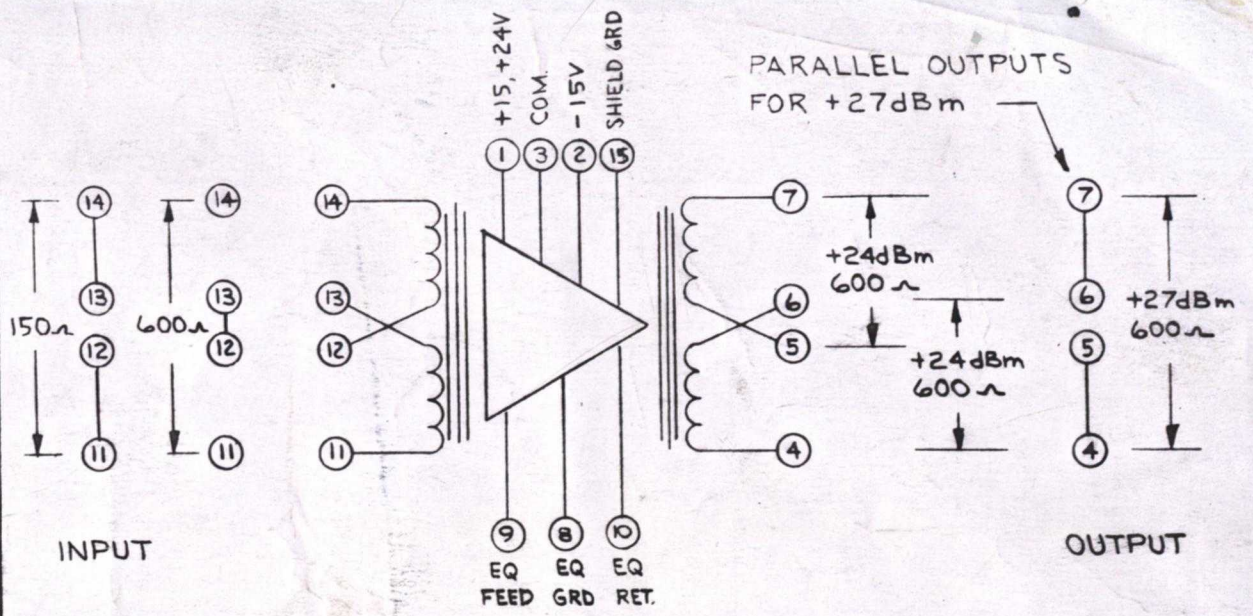 PARALLEL OUTPUTS
FOR +27dBm
+15, +24V
COM.
-15V
SHIELD GRD
1
3
2
15
14
13
12
11
150Ω
14
13
12
11
600Ω
14
13
12
11
7
6
5
4
+24dBm
600Ω
+24dBm
600Ω
7
6
5
4
+27dBm
600Ω
9
8
10
EQ
FEED
EQ
GRD
EQ
RET.
INPUT
OUTPUT